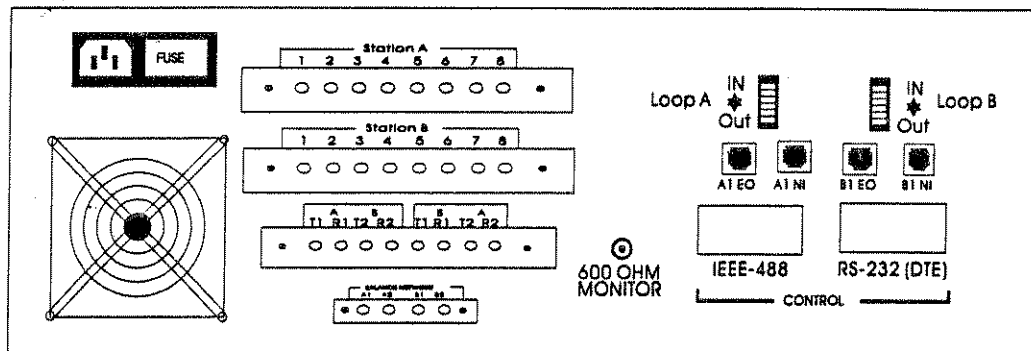 FUSE
Station A
1 2 3 4 5 6 7 8
Station B
1 2 3 4 5 6 7 8
A B B A
T1 R1 T2 R2 T1 R1 T2 R2
BALANCE NETWORK
A1 A2 B1 B2
600 OHM
MONITOR
Loop A
IN
Out
IN
Out
Loop B
A1 EO
A1 NI
B1 EO
B1 NI
IEEE-488
RS-232 (DTE)
CONTROL